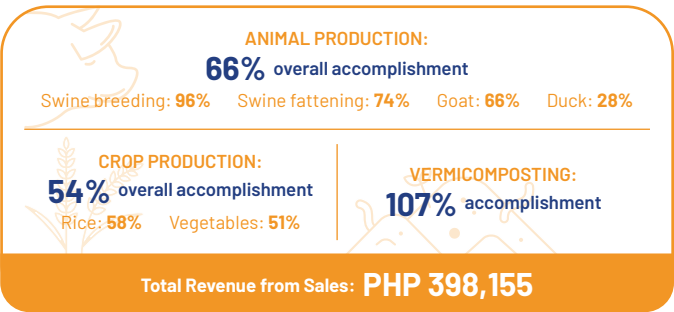 ANIMAL PRODUCTION:
66% overall accomplishment
Swine breeding: 96% Swine fattening: 74% Goat: 66% Duck: 28%
CROP PRODUCTION:
54% overall accomplishment
Rice: 58% Vegetables: 51%
VERMICOMPOSTING:
107% accomplishment
Total Revenue from Sales: PHP 398,155